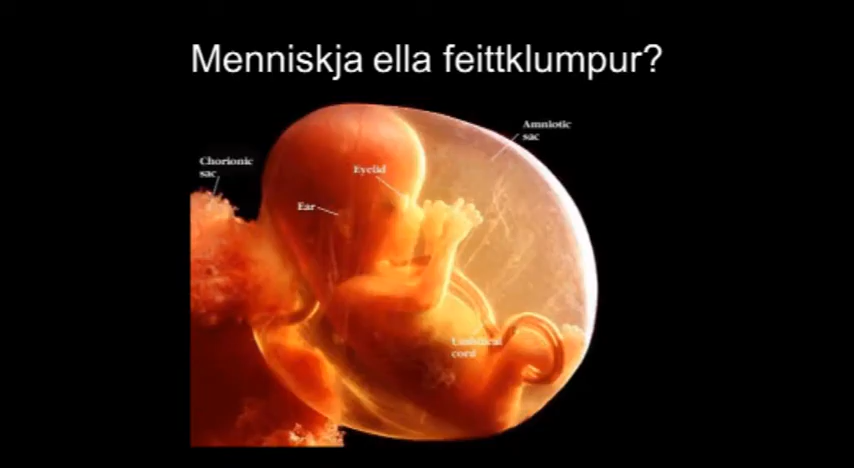 Menniskja ella feittklumpur?
Amniotic
sac
Chorionic
sac
Eyelid
Ear
Umbilical
cord